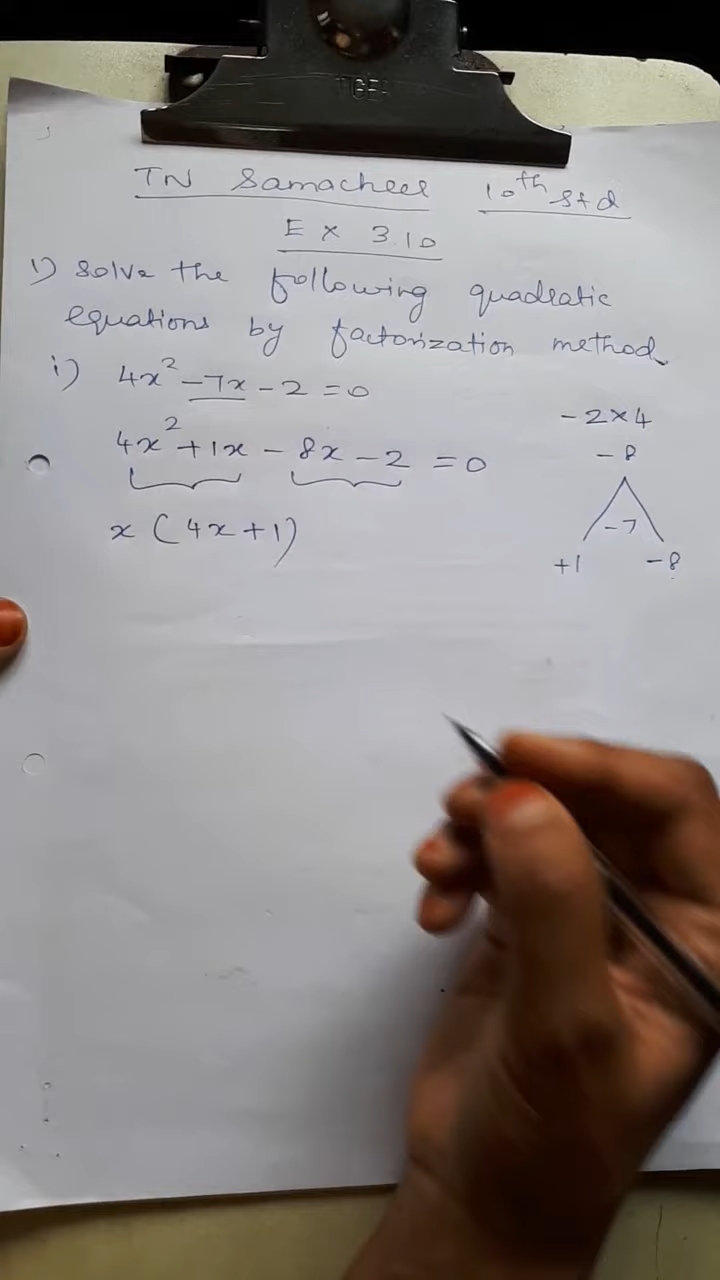 TIGER
TN Samacheer 10th Std
Ex 3.10
1) Solve the following quadratic
equations by factorization method
i) 4x² - 7x - 2 = 0
4x² + 1x - 8x - 2 = 0
x (4x + 1)
-2 × 4
-8
-7
+1 -8